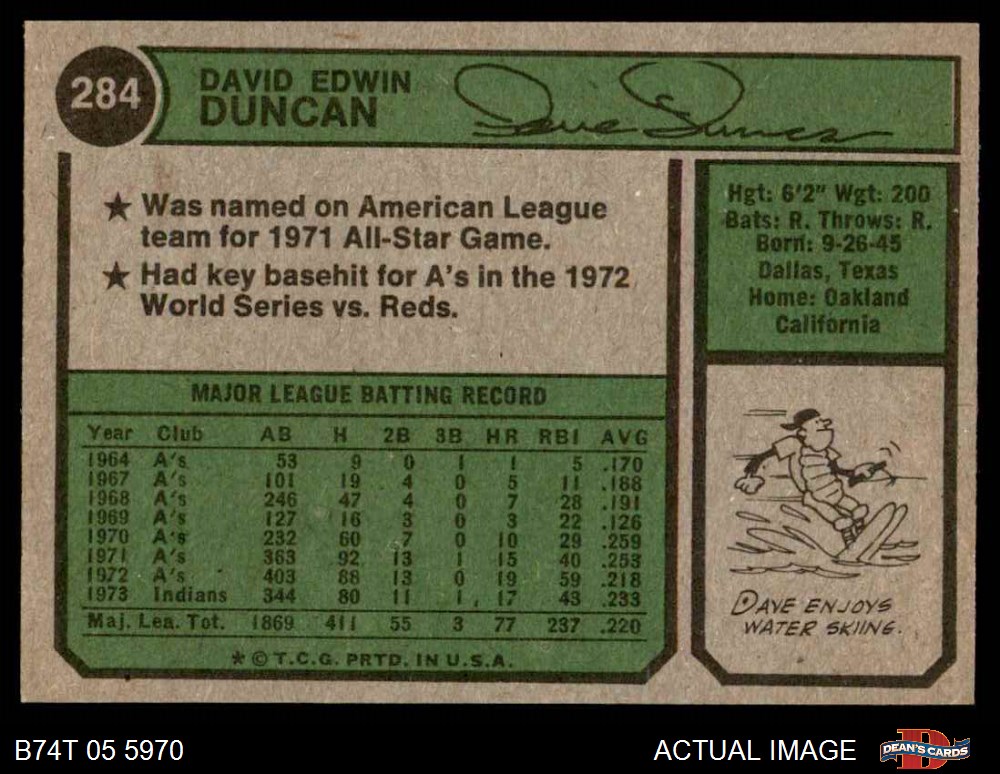 284
DAVID EDWIN
DUNCAN
Dave Duncan
★ Was named on American League
team for 1971 All-Star Game.
★ Had key basehit for A's in the 1972
World Series vs. Reds.
Hgt: 6'2" Wgt: 200
Bats: R. Throws: R.
Born: 9-26-45
Dallas, Texas
Home: Oakland
California
MAJOR LEAGUE BATTING RECORD
Year Club AB H 2B 3B HR RBI AVG
1964 A's 53 9 0 1 1 5 .170
1967 A's 101 19 4 0 5 11 .188
1968 A's 246 47 4 0 7 28 .191
1969 A's 127 16 3 0 3 22 .126
1970 A's 232 60 7 0 10 29 .259
1971 A's 363 92 13 1 15 40 .253
1972 A's 403 88 13 0 19 59 .218
1973 Indians 344 80 11 1 17 43 .233
Maj. Lea. Tot. 1869 411 55 3 77 237 .220
* © T.C.G. PRTD. IN U.S.A.
DAVE ENJOYS
WATER SKIING.
B74T 05 5970
ACTUAL IMAGE
D
DEAN'S CARDS